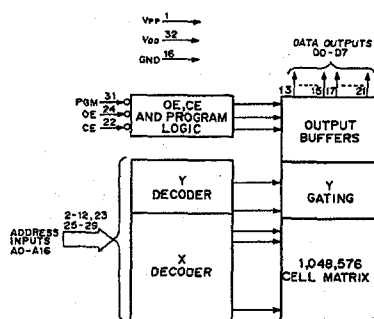 VPP 1
VDD 32
GND 16
DATA OUTPUTS
D0-D7
13 15 17 21
PGM 31
OE 24
CE 22
OE, CE
AND PROGRAM
LOGIC
OUTPUT
BUFFERS
Y
DECODER
Y
GATING
ADDRESS
INPUTS
A0-A16
2-12, 23
25-29
X
DECODER
1,048,576
CELL MATRIX